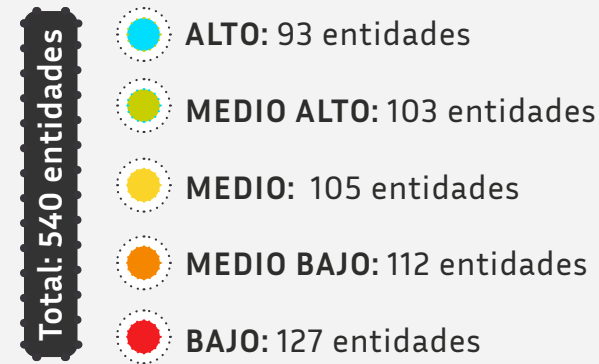 Total: 540 entidades
ALTO: 93 entidades
MEDIO ALTO: 103 entidades
MEDIO: 105 entidades
MEDIO BAJO: 112 entidades
BAJO: 127 entidades